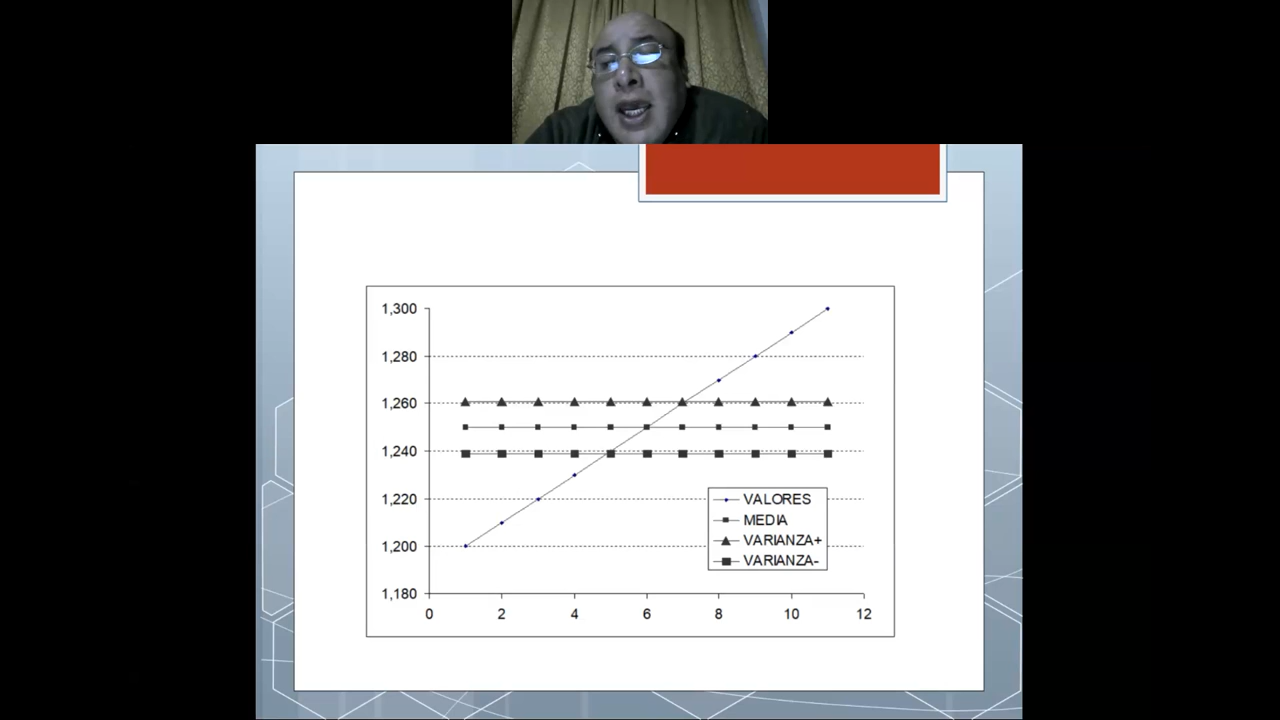 1,300
1,280
1,260
1,240
1,220
1,200
1,180
VALORES
MEDIA
VARIANZA+
VARIANZA-
0 2 4 6 8 10 12